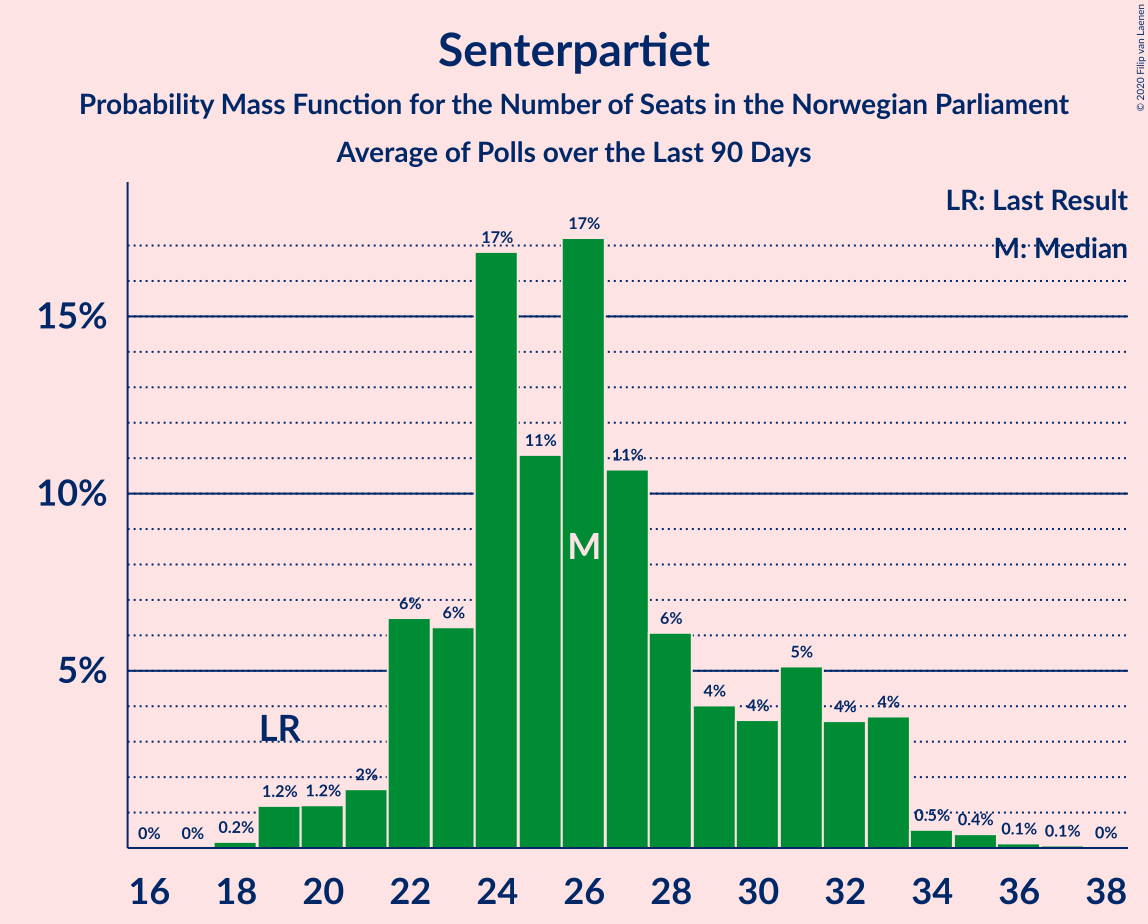 Senterpartiet
Probability Mass Function for the Number of Seats in the Norwegian Parliament
Average of Polls over the Last 90 Days
© 2020 Filip van Laenen
LR: Last Result
M: Median
15%
10%
5%
0% 0% 0.2% 1.2% 1.2% 2% 6% 6% 17% 11% 17% 11% 6% 4% 4% 5% 4% 4% 0.5% 0.4% 0.1% 0.1% 0%
LR
M
16 18 20 22 24 26 28 30 32 34 36 38